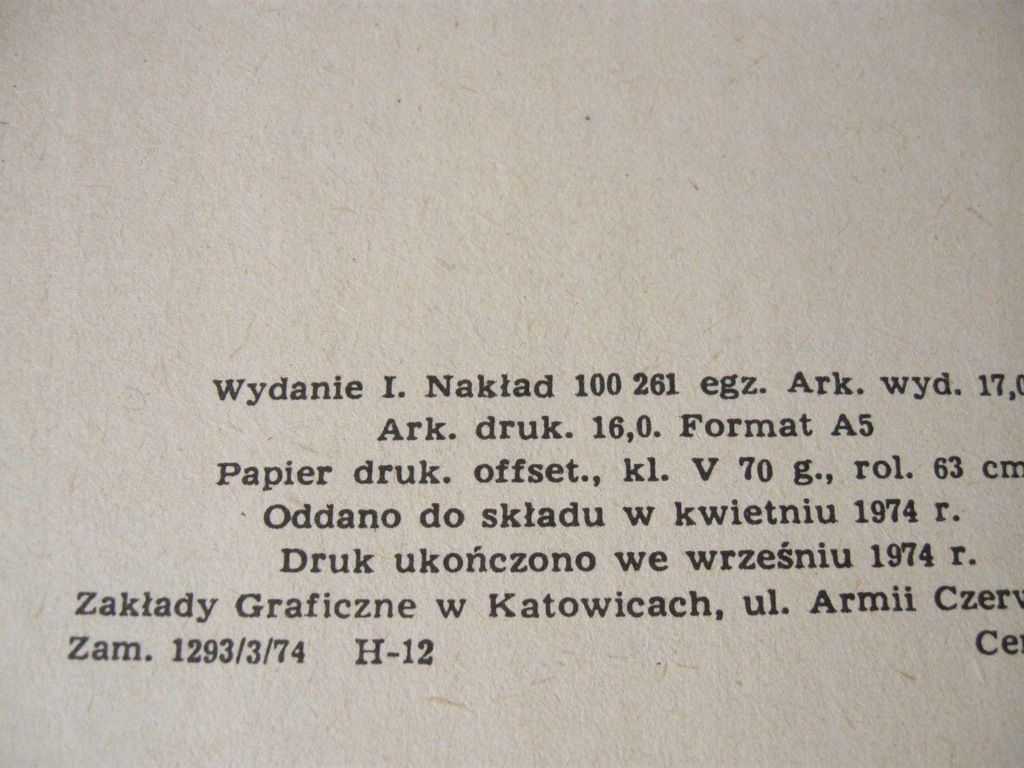 Wydanie I. Nakład 100 261 egz. Ark. wyd. 17,0
Ark. druk. 16,0. Format A5
Papier druk. offset., kl. V 70 g., rol. 63 cm
Oddano do składu w kwietniu 1974 r.
Druk ukończono we wrześniu 1974 r.
Zakłady Graficzne w Katowicach, ul. Armii
Zam. 1293/3/74 H-12